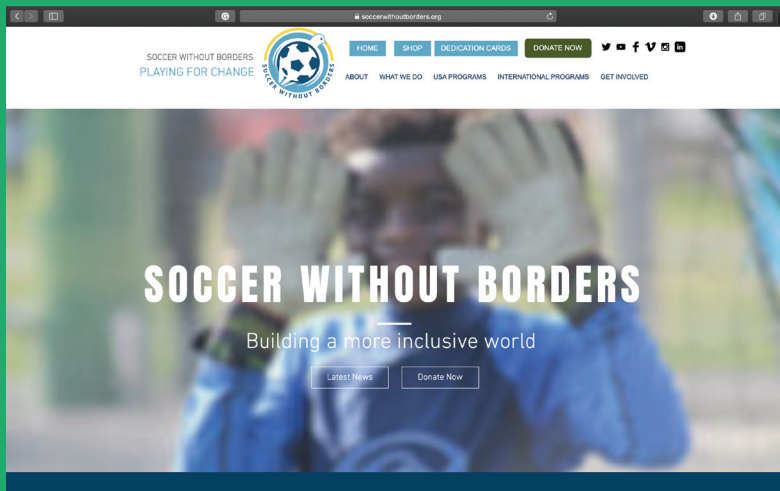 soccerwithoutborders.org
SOCCER WITHOUT BORDERS
PLAYING FOR CHANGE
SOCCER WITHOUT BORDERS
HOME SHOP DEDICATION CARDS DONATE NOW
ABOUT WHAT WE DO USA PROGRAMS INTERNATIONAL PROGRAMS GET INVOLVED
SOCCER WITHOUT BORDERS
Building a more inclusive world
Latest News Donate Now